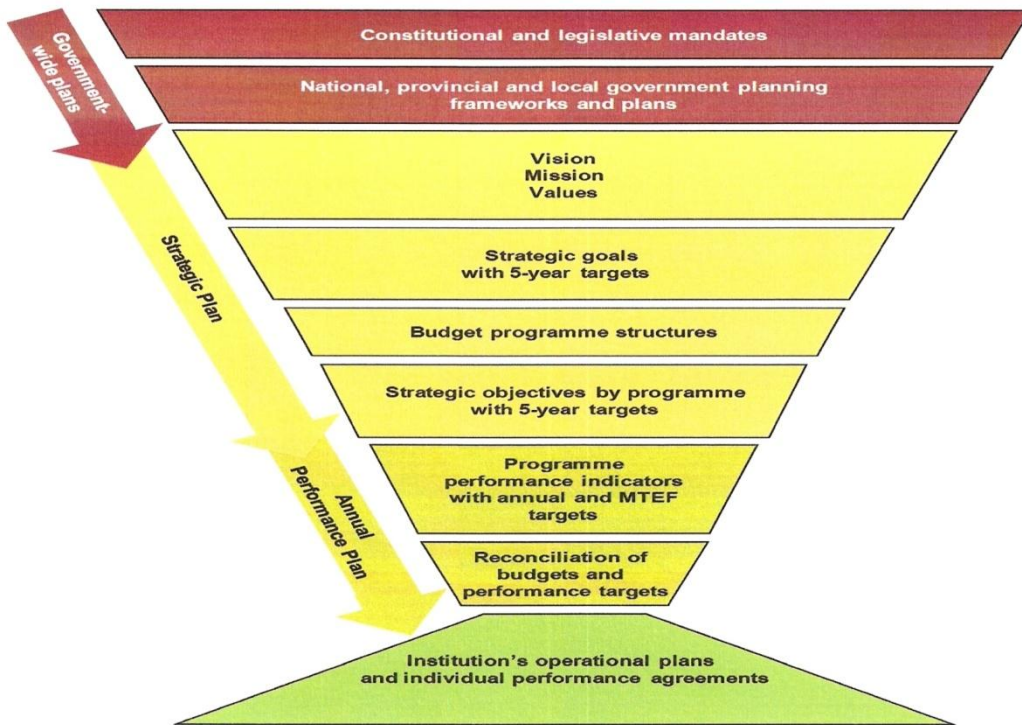 Government-
wide plans
Strategic Plan
Annual
Performance Plan
Constitutional and legislative mandates
National, provincial and local government planning
frameworks and plans
Vision
Mission
Values
Strategic goals
with 5-year targets
Budget programme structures
Strategic objectives by programme
with 5-year targets
Programme
performance indicators
with annual and MTEF
targets
Reconciliation of
budgets and
performance targets
Institution's operational plans
and individual performance agreements